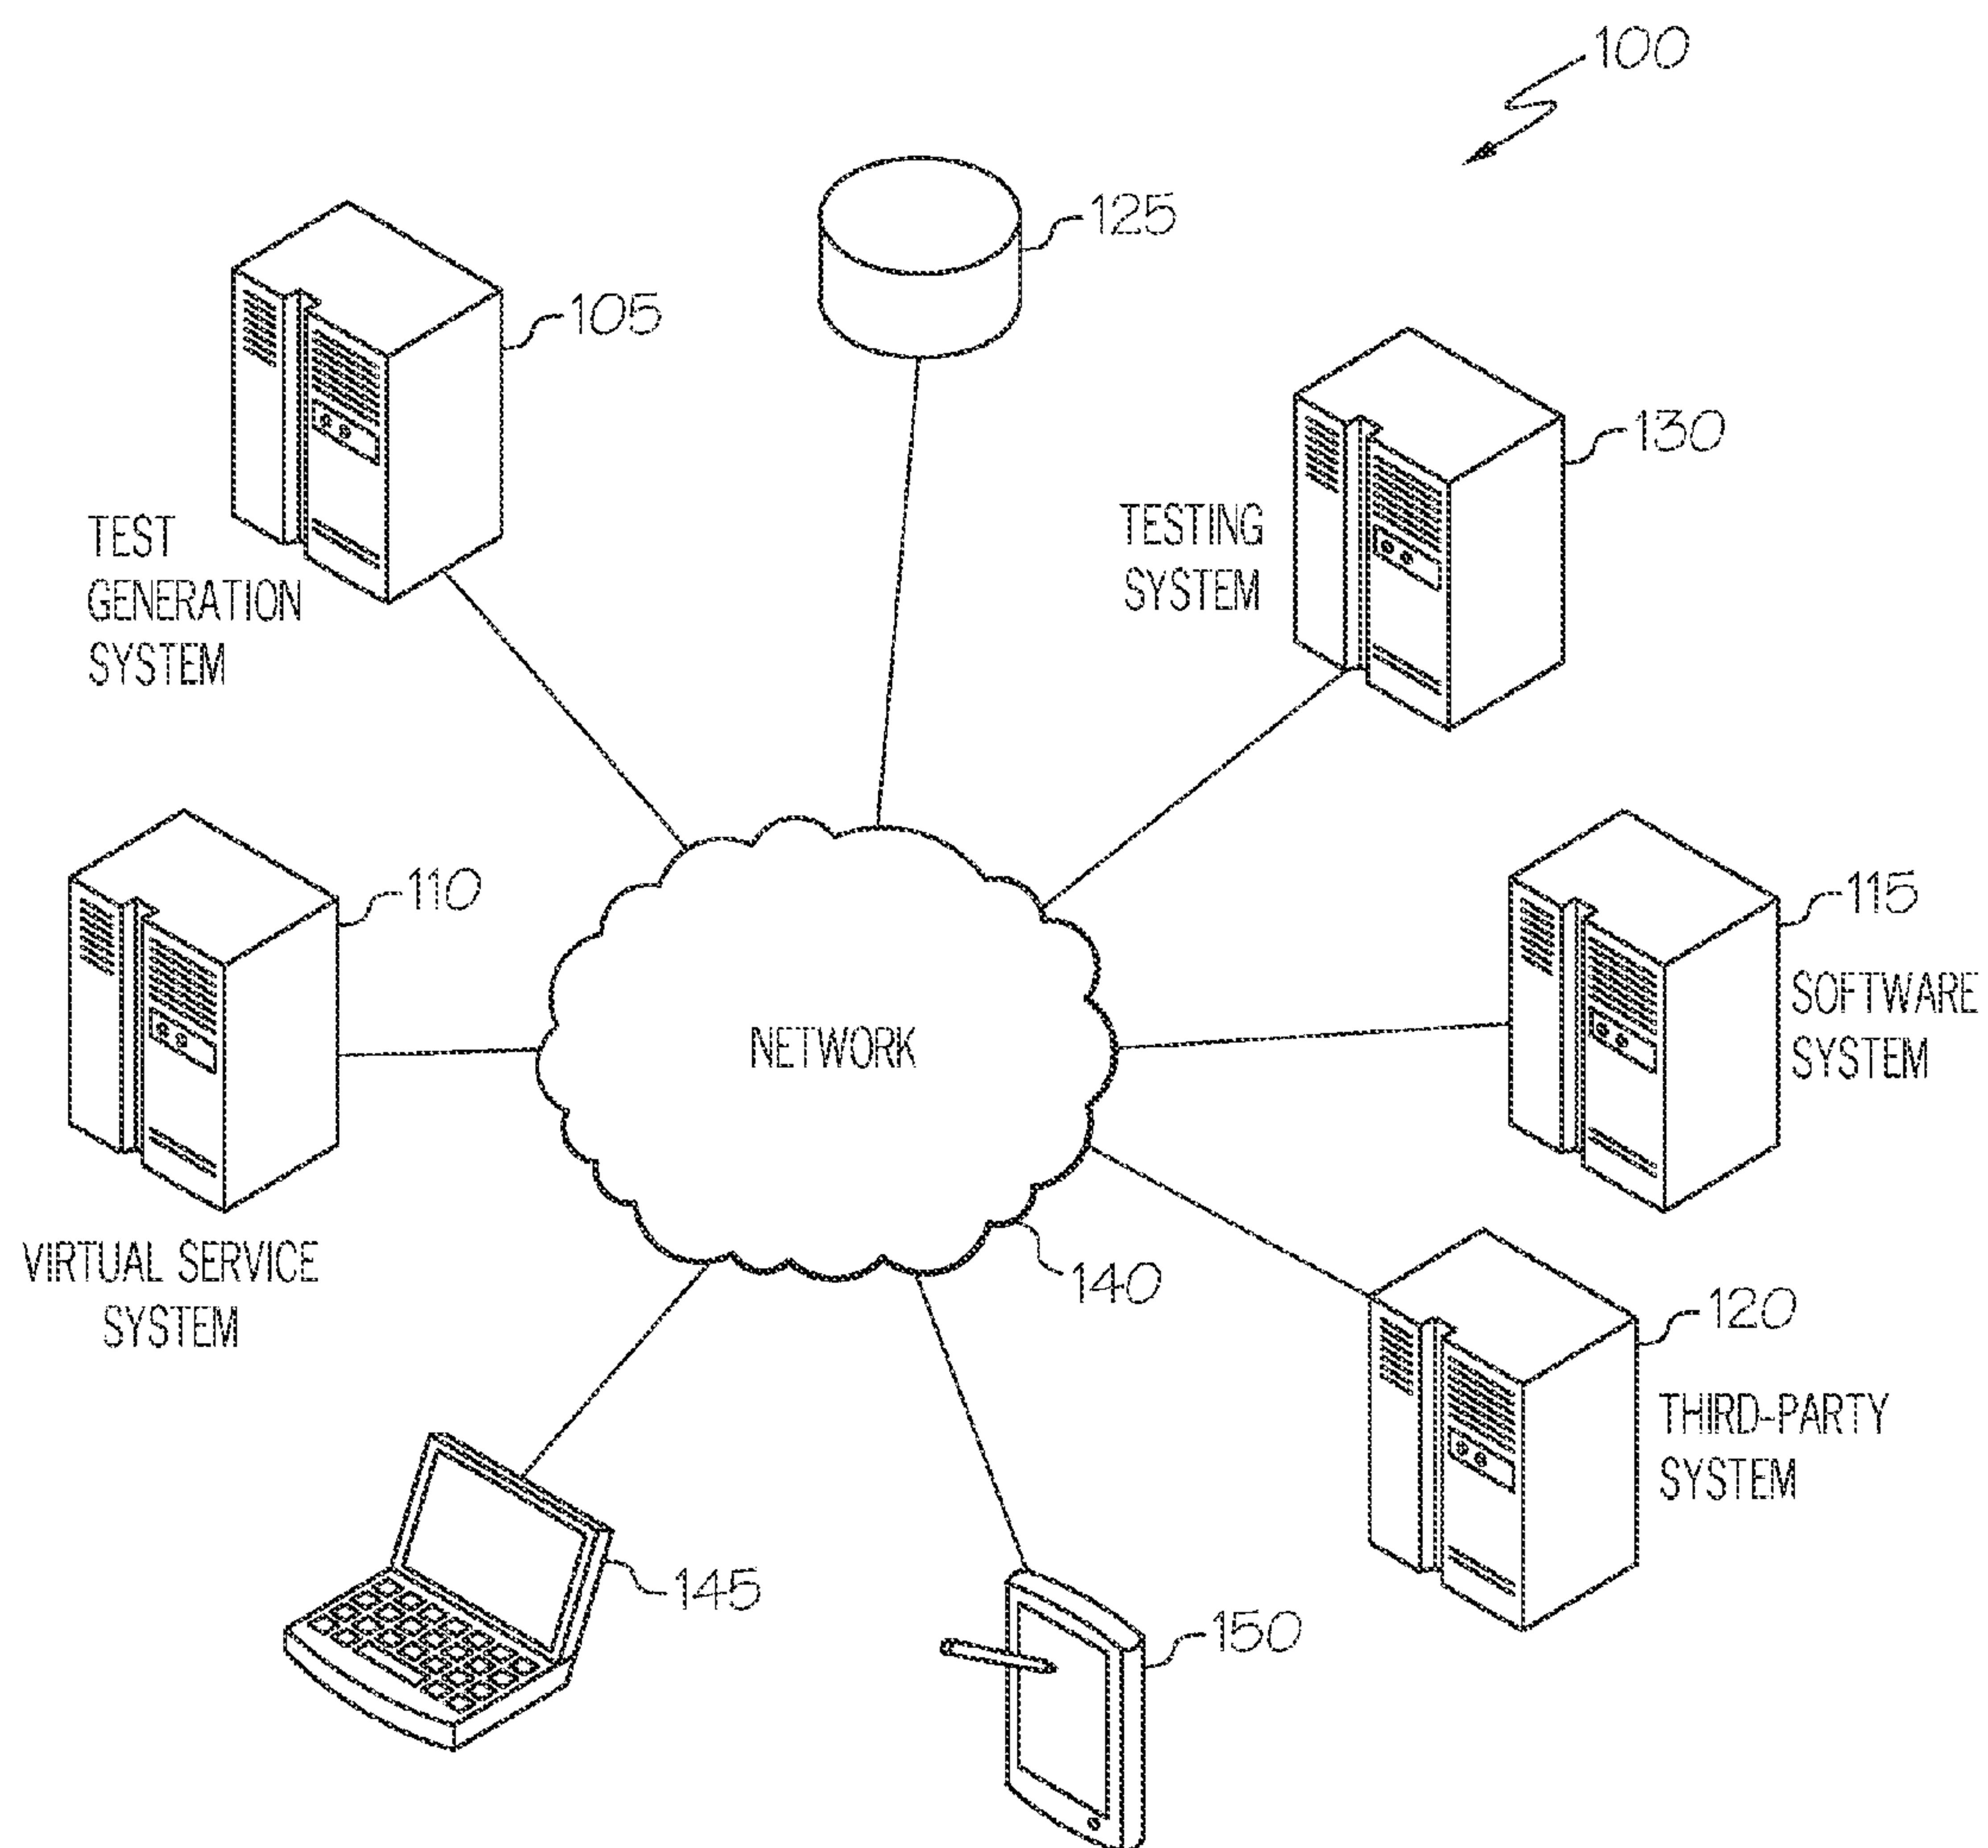 100
125
105
130
TEST
GENERATION
SYSTEM
TESTING
SYSTEM
110
115
SOFTWARE
SYSTEM
NETWORK
VIRTUAL SERVICE
SYSTEM
140
120
THIRD-PARTY
SYSTEM
145
150